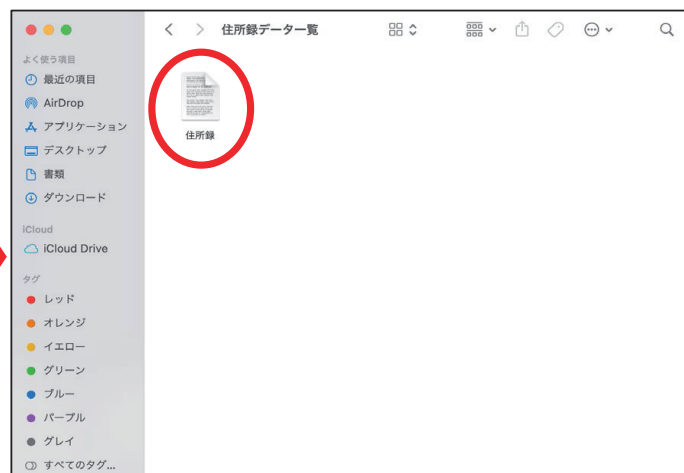 住所録データ一覧
よく使う項目
最近の項目
AirDrop
アプリケーション
デスクトップ
書類
ダウンロード
iCloud
iCloud Drive
タグ
レッド
オレンジ
イエロー
グリーン
ブルー
パープル
グレイ
すべてのタグ...
住所録